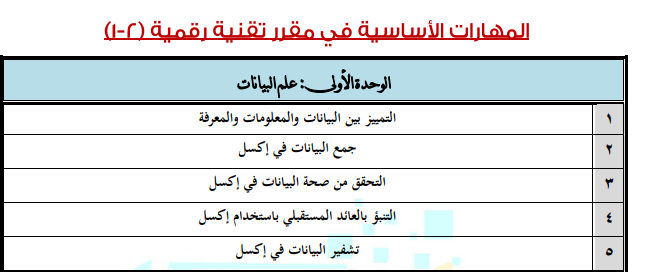 المهارات الأساسية في مقرر تقنية رقمية (٢-١)
الوحدة الأولى: علم البيانات
١ التمييز بين البيانات والمعلومات والمعرفة
٢ جمع البيانات في إكسل
٣ التحقق من صحة البيانات في إكسل
٤ التنبؤ بالعائد المستقبلي باستخدام إكسل
٥ تشفير البيانات في إكسل